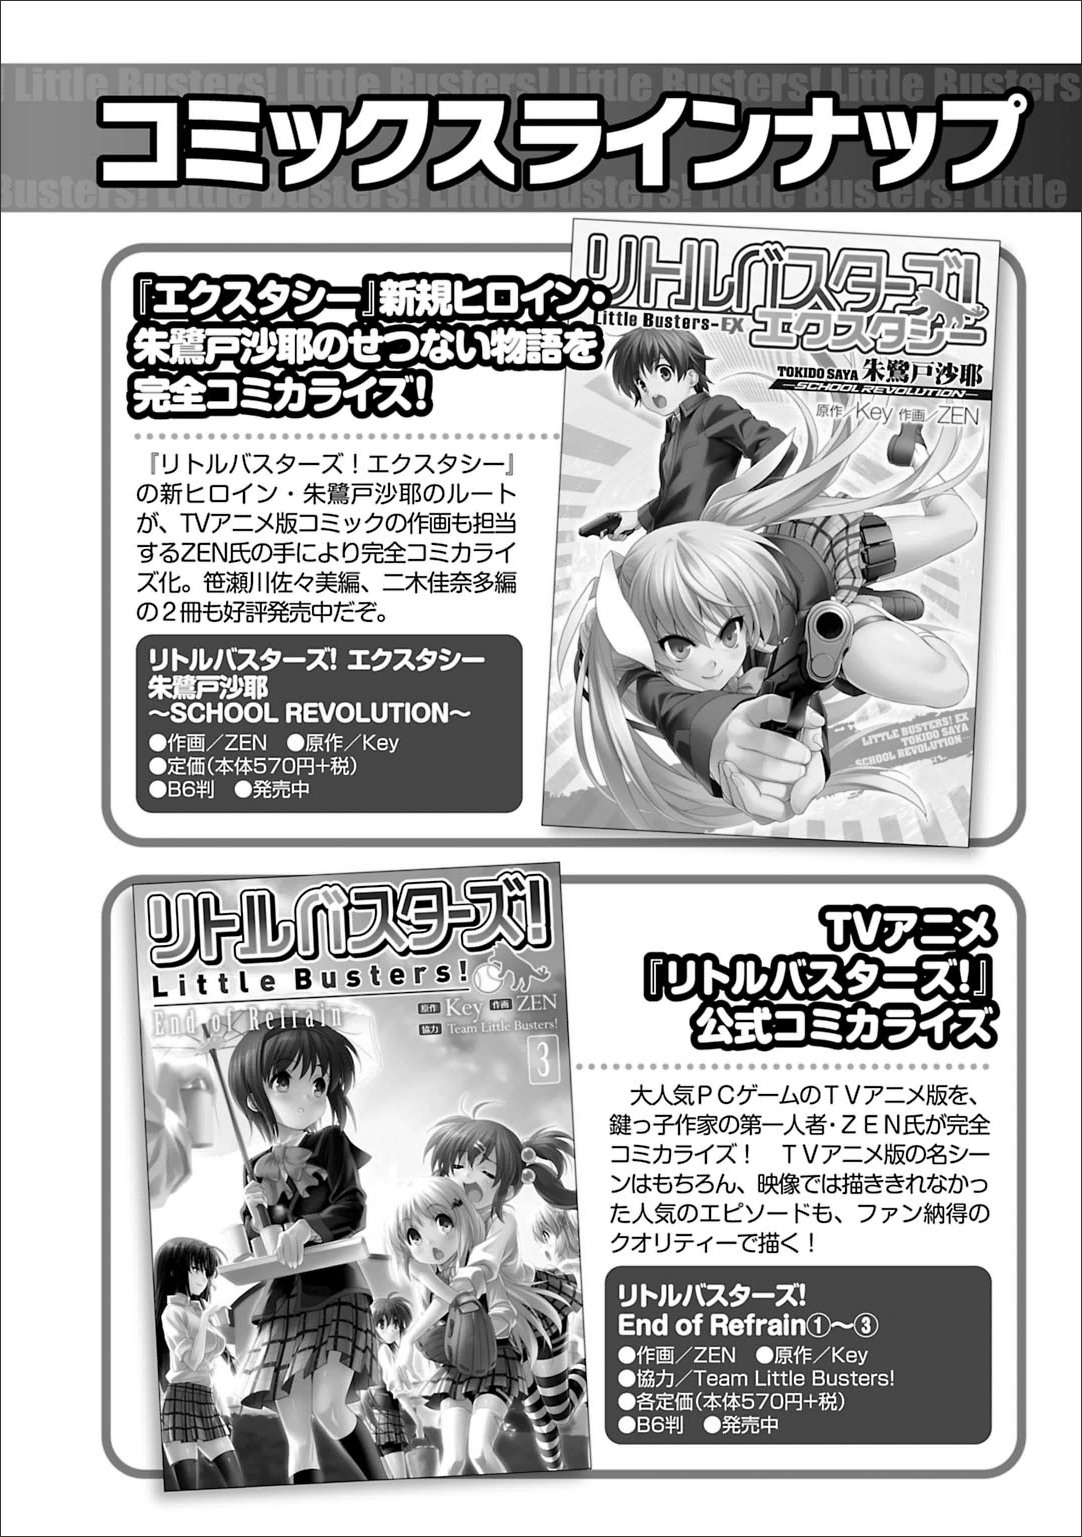 Little Busters! Little Busters! Little Busters! Little Busters
コミックスラインナップ
Busters! Little Busters! Little Busters! Little Busters! Little
『エクスタシー』新規ヒロイン・
朱鷺戸沙耶のせつない物語を
完全コミカライズ!
『リトルバスターズ！エクスタシー』
の新ヒロイン・朱鷺戸沙耶のルート
が、TVアニメ版コミックの作画も担当
するZEN氏の手により完全コミカライ
ズ化。笹瀬川佐々美編、二木佳奈多編
の２冊も好評発売中だぞ。
リトルバスターズ! エクスタシー
朱鷺戸沙耶
～SCHOOL REVOLUTION～
●作画／ZEN　●原作／Key
●定価(本体570円+税)
●B6判　●発売中
リトルバスターズ!
Little Busters-EX エクスタシー
TOKIDO SAYA 朱鷺戸沙耶
―SCHOOL REVOLUTION―
原作／Key 作画／ZEN
LITTLE BUSTERS! EX
TOKIDO SAYA
SCHOOL REVOLUTION―
リトルバスターズ!
Little Busters!
End of Refrain
原作 Key 作画 ZEN
協力 Team Little Busters!
3
TVアニメ
『リトルバスターズ!』
公式コミカライズ
大人気ＰＣゲームのＴＶアニメ版を、
鍵っ子作家の第一人者・ＺＥＮ氏が完全
コミカライズ！　ＴＶアニメ版の名シー
ンはもちろん、映像では描ききれなかっ
た人気のエピソードも、ファン納得の
クオリティーで描く！
リトルバスターズ!
End of Refrain①～③
●作画／ZEN　●原作／Key
●協力／Team Little Busters!
●各定価(本体570円+税)
●B6判　●発売中